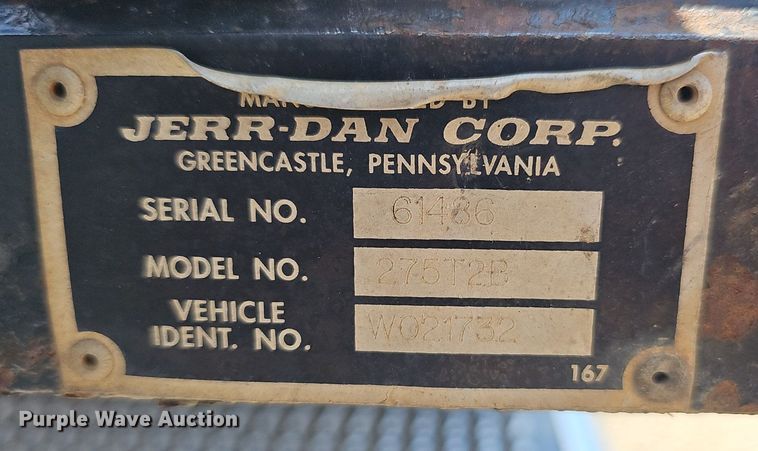 JERR-DAN CORP.
GREENCASTLE, PENNSYLVANIA
SERIAL NO. 61486
MODEL NO. 275T2B
VEHICLE
IDENT. NO. W021732
167
Purple Wave Auction